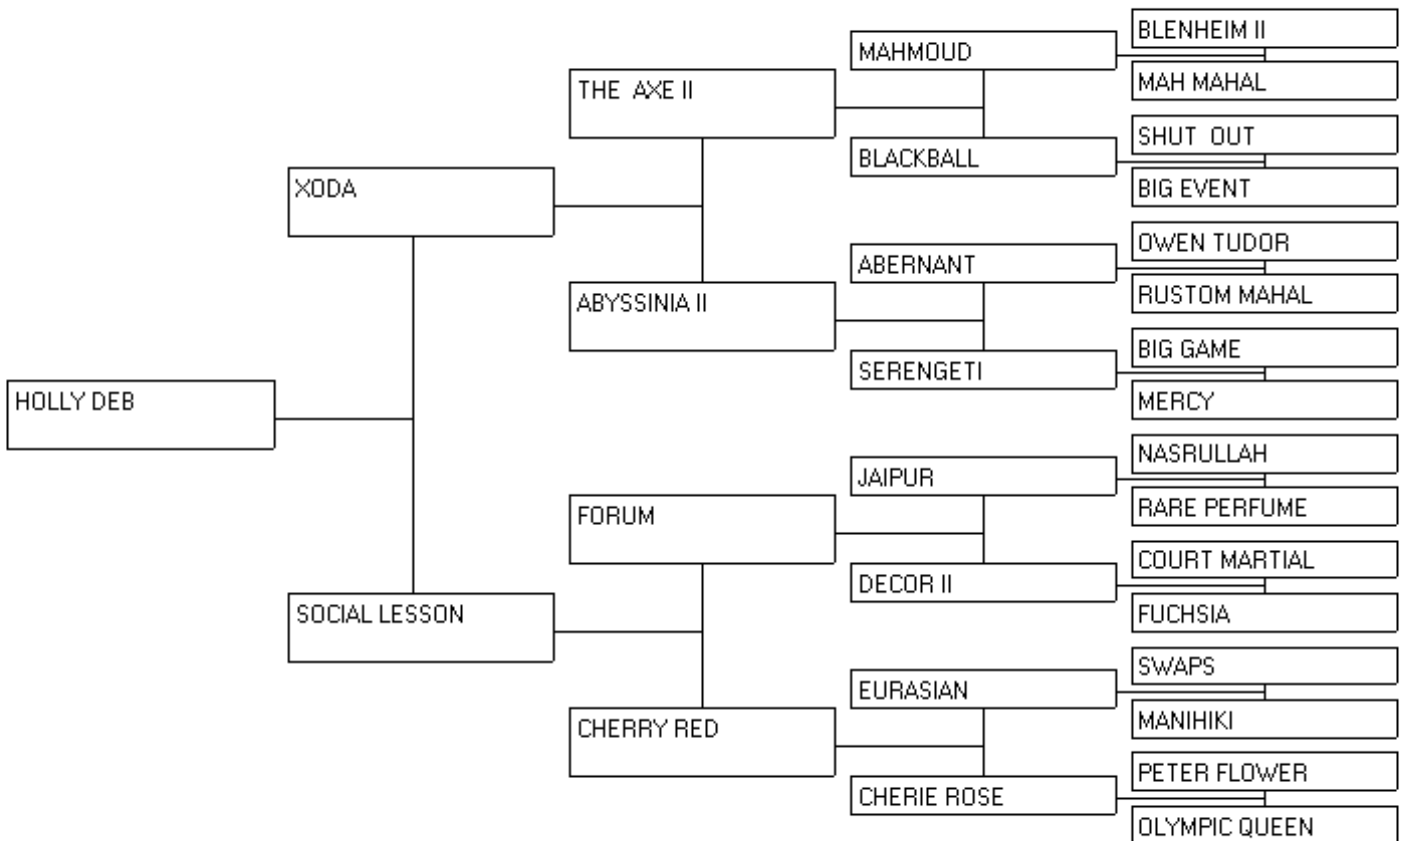 BLENHEIM II
MAHMOUD
MAH MAHAL
THE AXE II
SHUT OUT
BLACKBALL
BIG EVENT
XODA
OWEN TUDOR
ABERNANT
RUSTOM MAHAL
ABYSSINIA II
BIG GAME
SERENGETI
MERCY
HOLLY DEB
NASRULLAH
JAIPUR
RARE PERFUME
FORUM
COURT MARTIAL
DECOR II
FUCHSIA
SOCIAL LESSON
SWAPS
EURASIAN
MANIHIKI
CHERRY RED
PETER FLOWER
CHERIE ROSE
OLYMPIC QUEEN